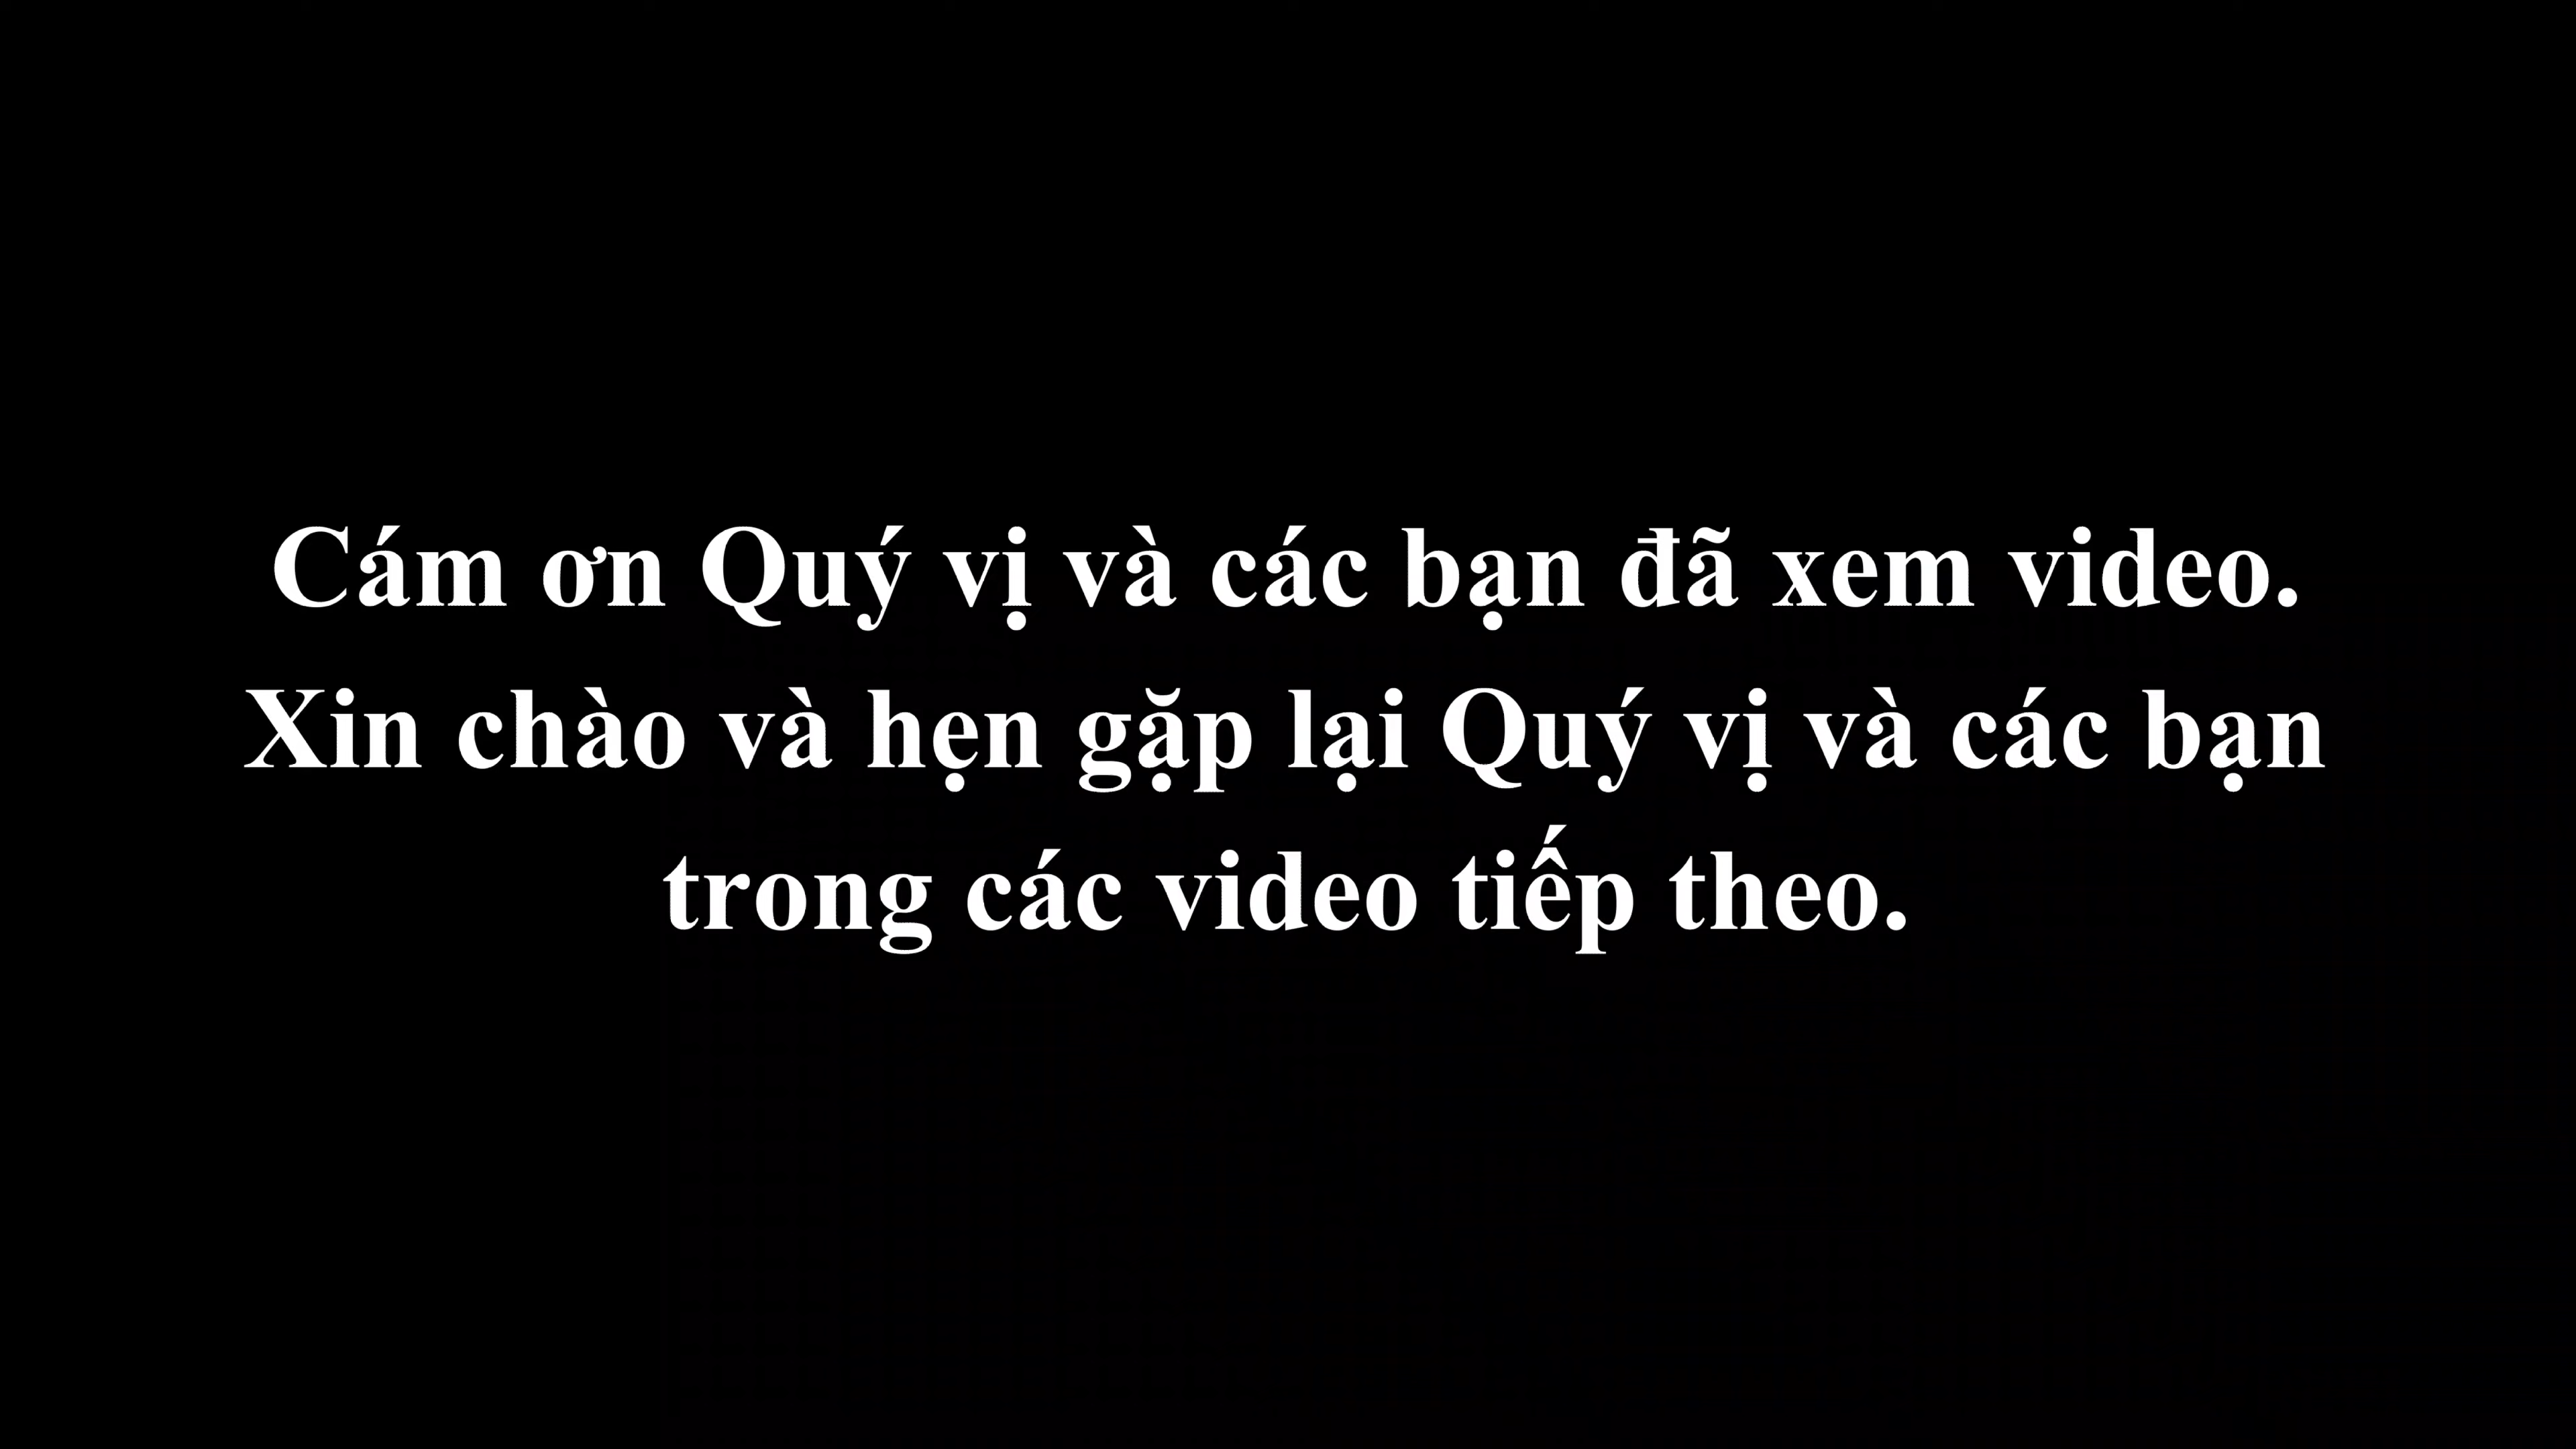 Cám ơn Quý vị và các bạn đã xem video.
Xin chào và hẹn gặp lại Quý vị và các bạn
trong các video tiếp theo.